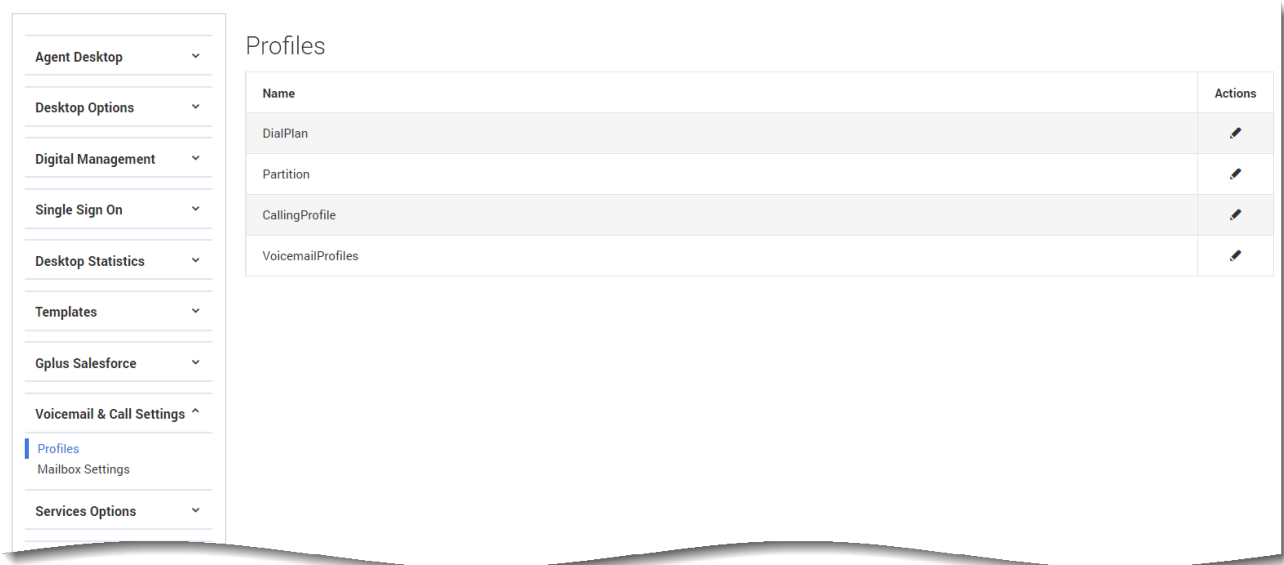 Agent Desktop
Desktop Options
Digital Management
Single Sign On
Desktop Statistics
Templates
Gplus Salesforce
Voicemail & Call Settings
Profiles
Mailbox Settings
Services Options
Profiles
Name Actions
DialPlan
Partition
CallingProfile
VoicemailProfiles